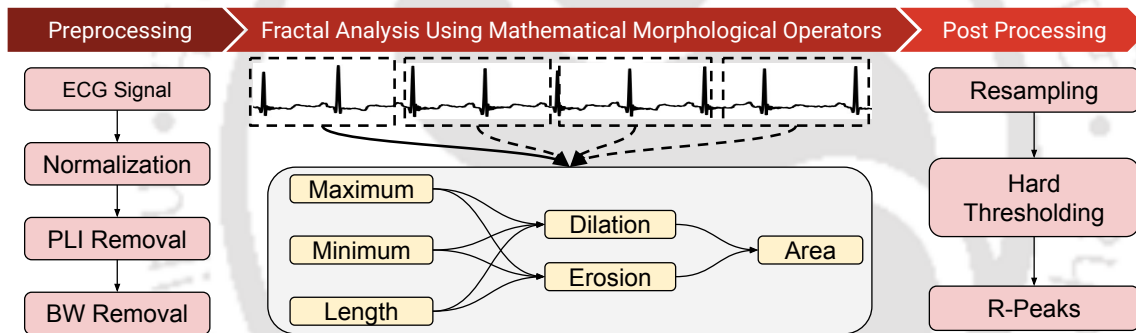 Preprocessing
Fractal Analysis Using Mathematical Morphological Operators
Post Processing
ECG Signal
Normalization
PLI Removal
BW Removal
Maximum
Minimum
Length
Dilation
Erosion
Area
Resampling
Hard
Thresholding
R-Peaks